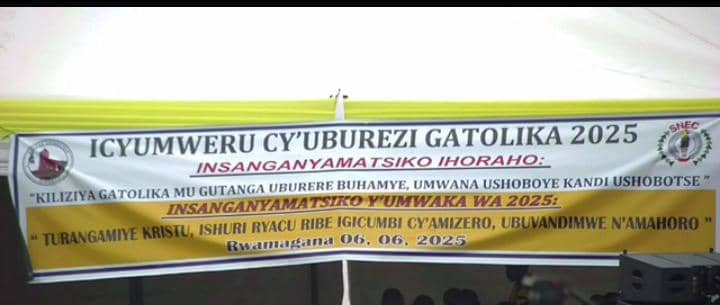 ICYUMWERU CY'UBUREZI GATOLIKA 2025
INSANGANYAMATSIKO IHORAHO:
"KILIZIYA GATOLIKA MU GUTANGA UBURERE BUHAMYE, UMWANA USHOBOYE KANDI USHOBOTSE"
INSANGANYAMATSIKO Y'UMWAKA WA 2025:
" TURANGAMIYE KRISTU, ISHURI RYACU RIBE IGICUMBI CY'AMIZERO, UBUVANDIMWE N'AMAHORO "
Rwamagana 06, 06, 2025
SNEC